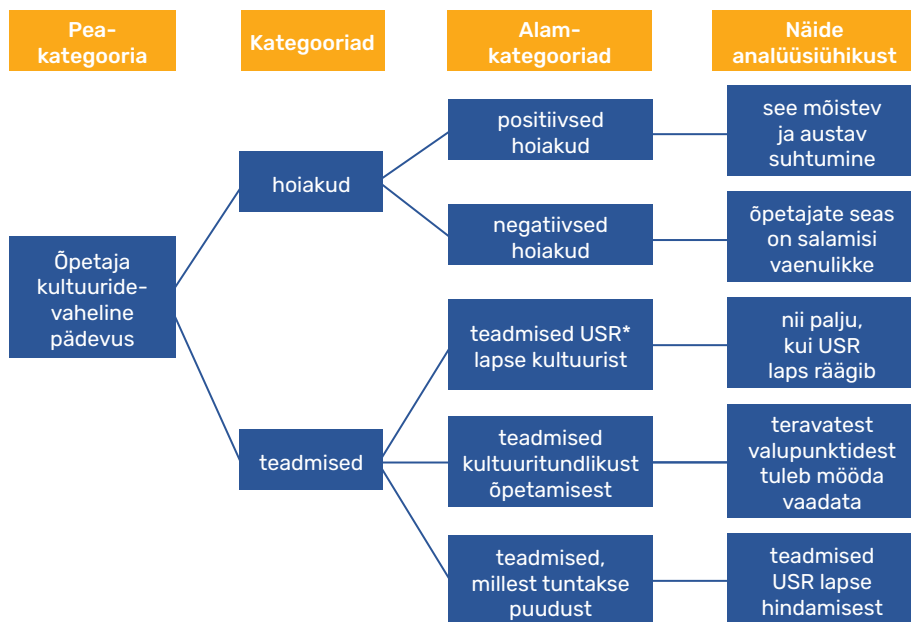 Pea-
kategooria
Kategooriad
Alam-
kategooriad
Näide
analüüsiühikust
Õpetaja
kultuuride-
vaheline
pädevus
hoiakud
positiivsed
hoiakud
see mõistev
ja austav
suhtumine
negatiivsed
hoiakud
õpetajate seas
on salamisi
vaenulikke
teadmised
teadmised USR*
lapse kultuurist
nii palju,
kui USR
laps räägib
teadmised
kultuuritundlikust
õpetamisest
teravatest
valupunktidest
tuleb mööda
vaadata
teadmised,
millest tuntakse
puudust
teadmised
USR lapse
hindamisest